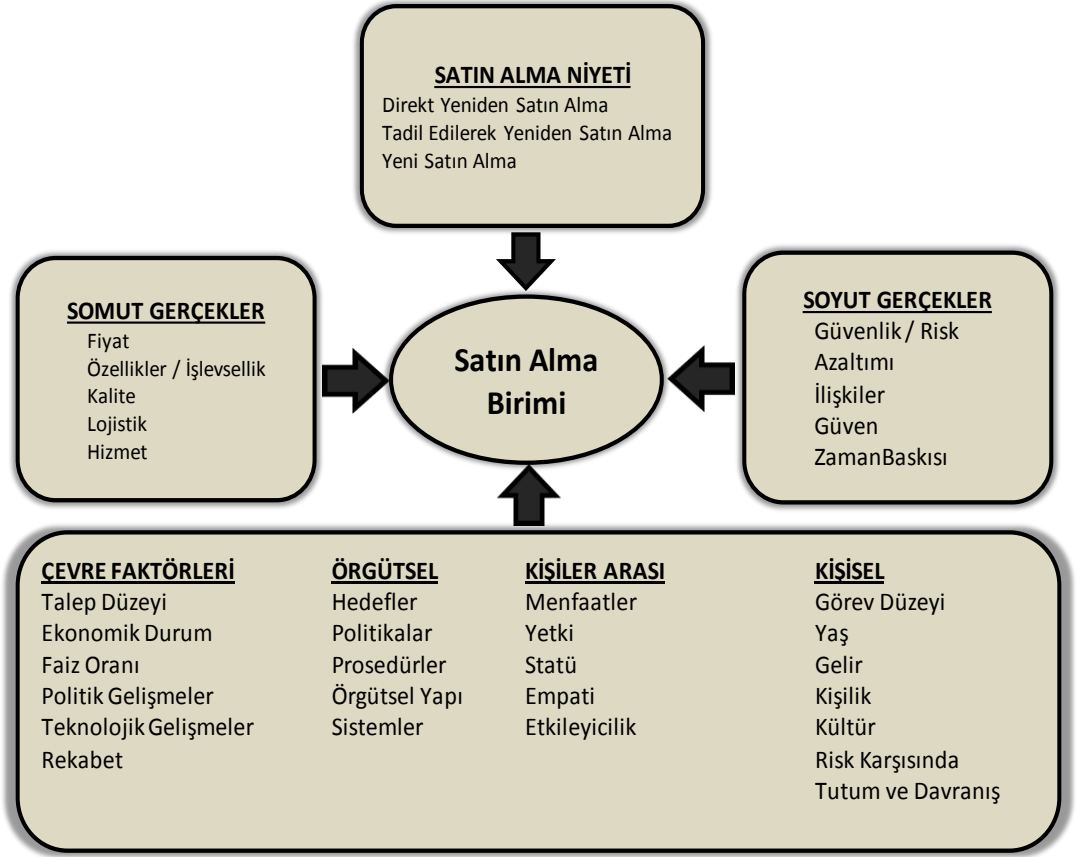 SATIN ALMA NİYETİ
Direkt Yeniden Satın Alma
Tadil Edilerek Yeniden Satın Alma
Yeni Satın Alma
SOMUT GERÇEKLER
Fiyat
Özellikler / İşlevsellik
Kalite
Lojistik
Hizmet
Satın Alma
Birimi
SOYUT GERÇEKLER
Güvenlik / Risk
Azaltımı
İlişkiler
Güven
ZamanBaskısı
ÇEVRE FAKTÖRLERİ
Talep Düzeyi
Ekonomik Durum
Faiz Oranı
Politik Gelişmeler
Teknolojik Gelişmeler
Rekabet
ÖRGÜTSEL
Hedefler
Politikalar
Prosedürler
Örgütsel Yapı
Sistemler
KİŞİLER ARASI
Menfaatler
Yetki
Statü
Empati
Etkileyicilik
KİŞİSEL
Görev Düzeyi
Yaş
Gelir
Kişilik
Kültür
Risk Karşısında
Tutum ve Davranış